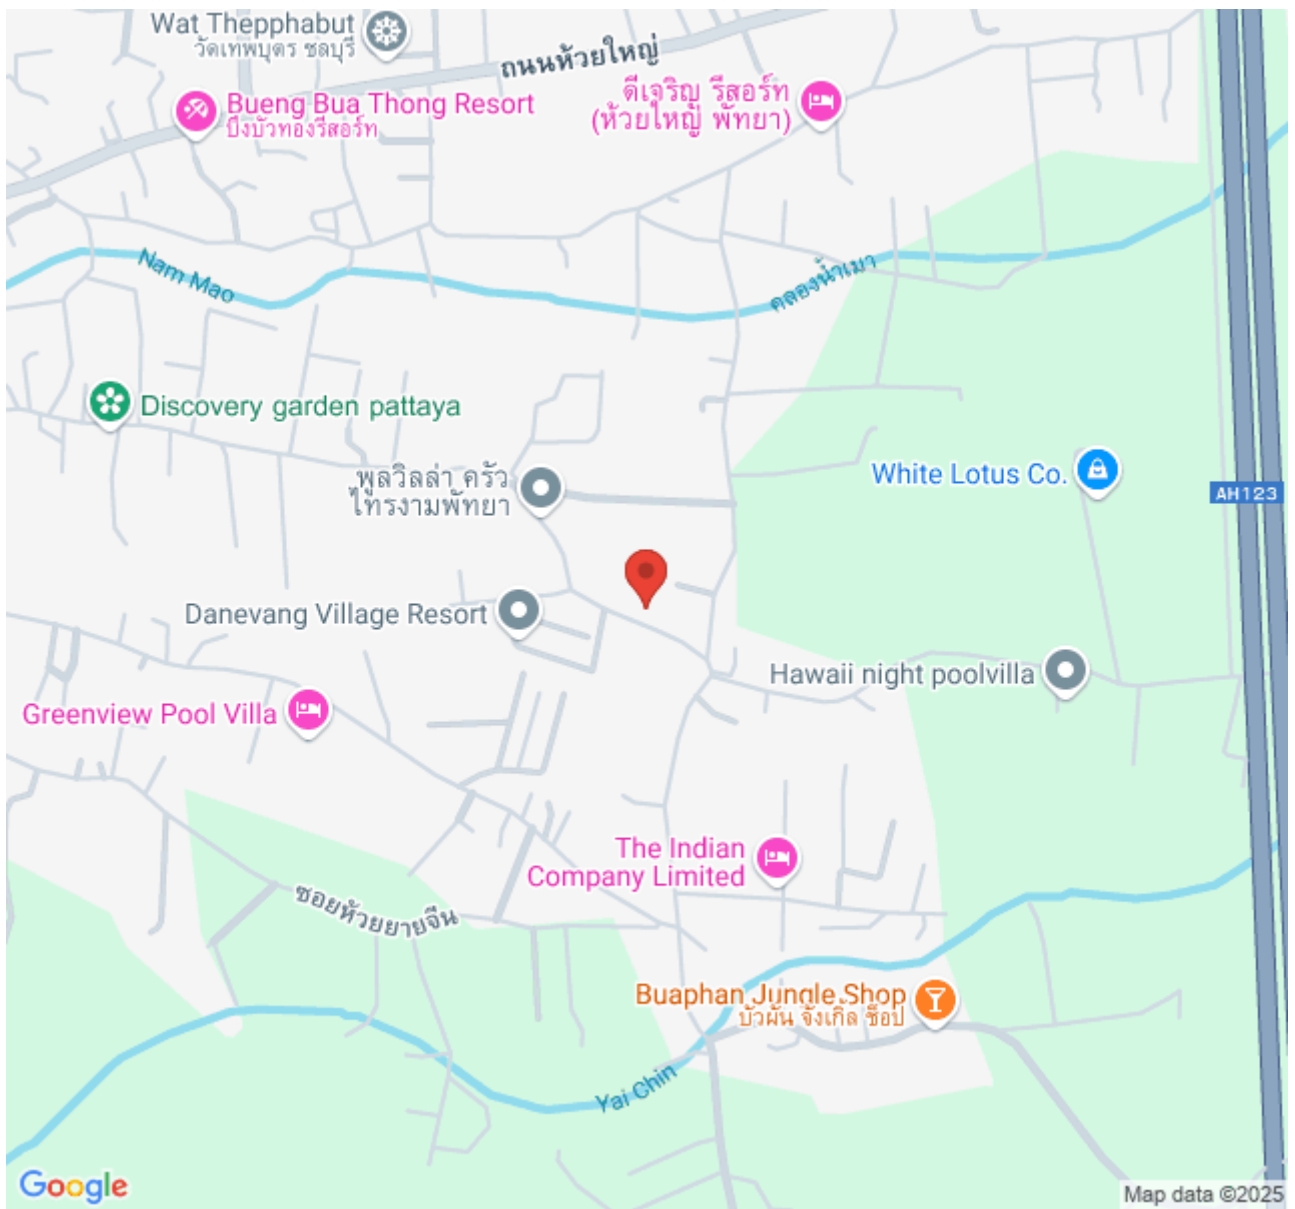 Wat Thepphabut
วัดเทพบุตร ชลบุรี
ถนนห้วยใหญ่
Bueng Bua Thong Resort
บึงบัวทองรีสอร์ท
ดีเจริญ รีสอร์ท
(ห้วยใหญ่ พัทยา)
Nam Mao
คลองน้ำเมา
Discovery garden pattaya
พูลวิลล่า ครัว
ไทรงามพัทยา
White Lotus Co.
AH123
Danevang Village Resort
Hawaii night poolvilla
Greenview Pool Villa
The Indian
Company Limited
ซอยห้วยยายจีน
Buaphan Jungle Shop
บัวผัน จังเกิ้ล ช็อป
Yai Chin
Google
Map data ©2025